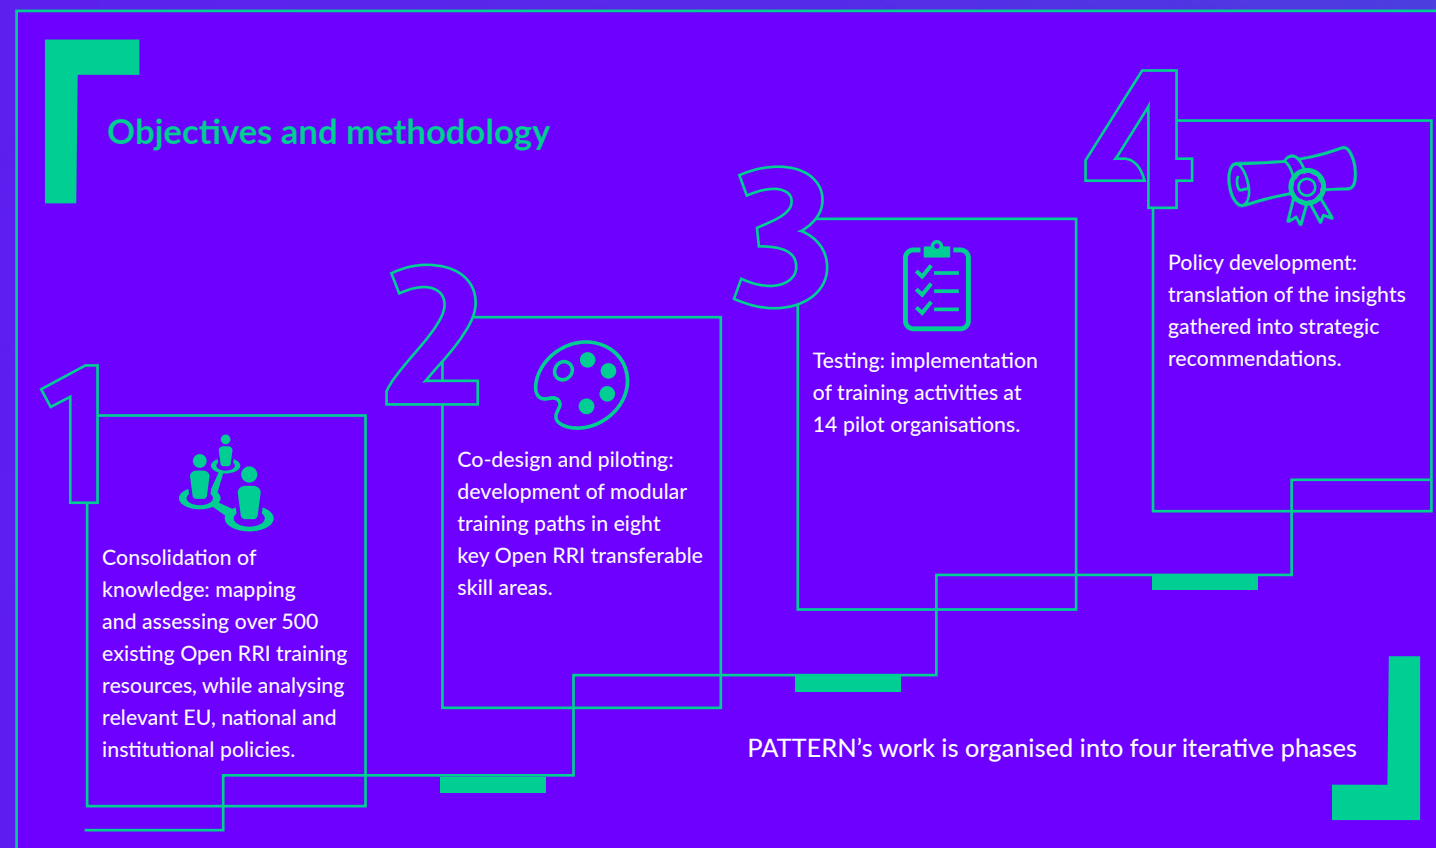 Objectives and methodology
1
Consolidation of
knowledge: mapping
and assessing over 500
existing Open RRI training
resources, while analysing
relevant EU, national and
institutional policies.
2
Co-design and piloting:
development of modular
training paths in eight
key Open RRI transferable
skill areas.
3
Testing: implementation
of training activities at
14 pilot organisations.
4
Policy development:
translation of the insights
gathered into strategic
recommendations.
PATTERN’s work is organised into four iterative phases